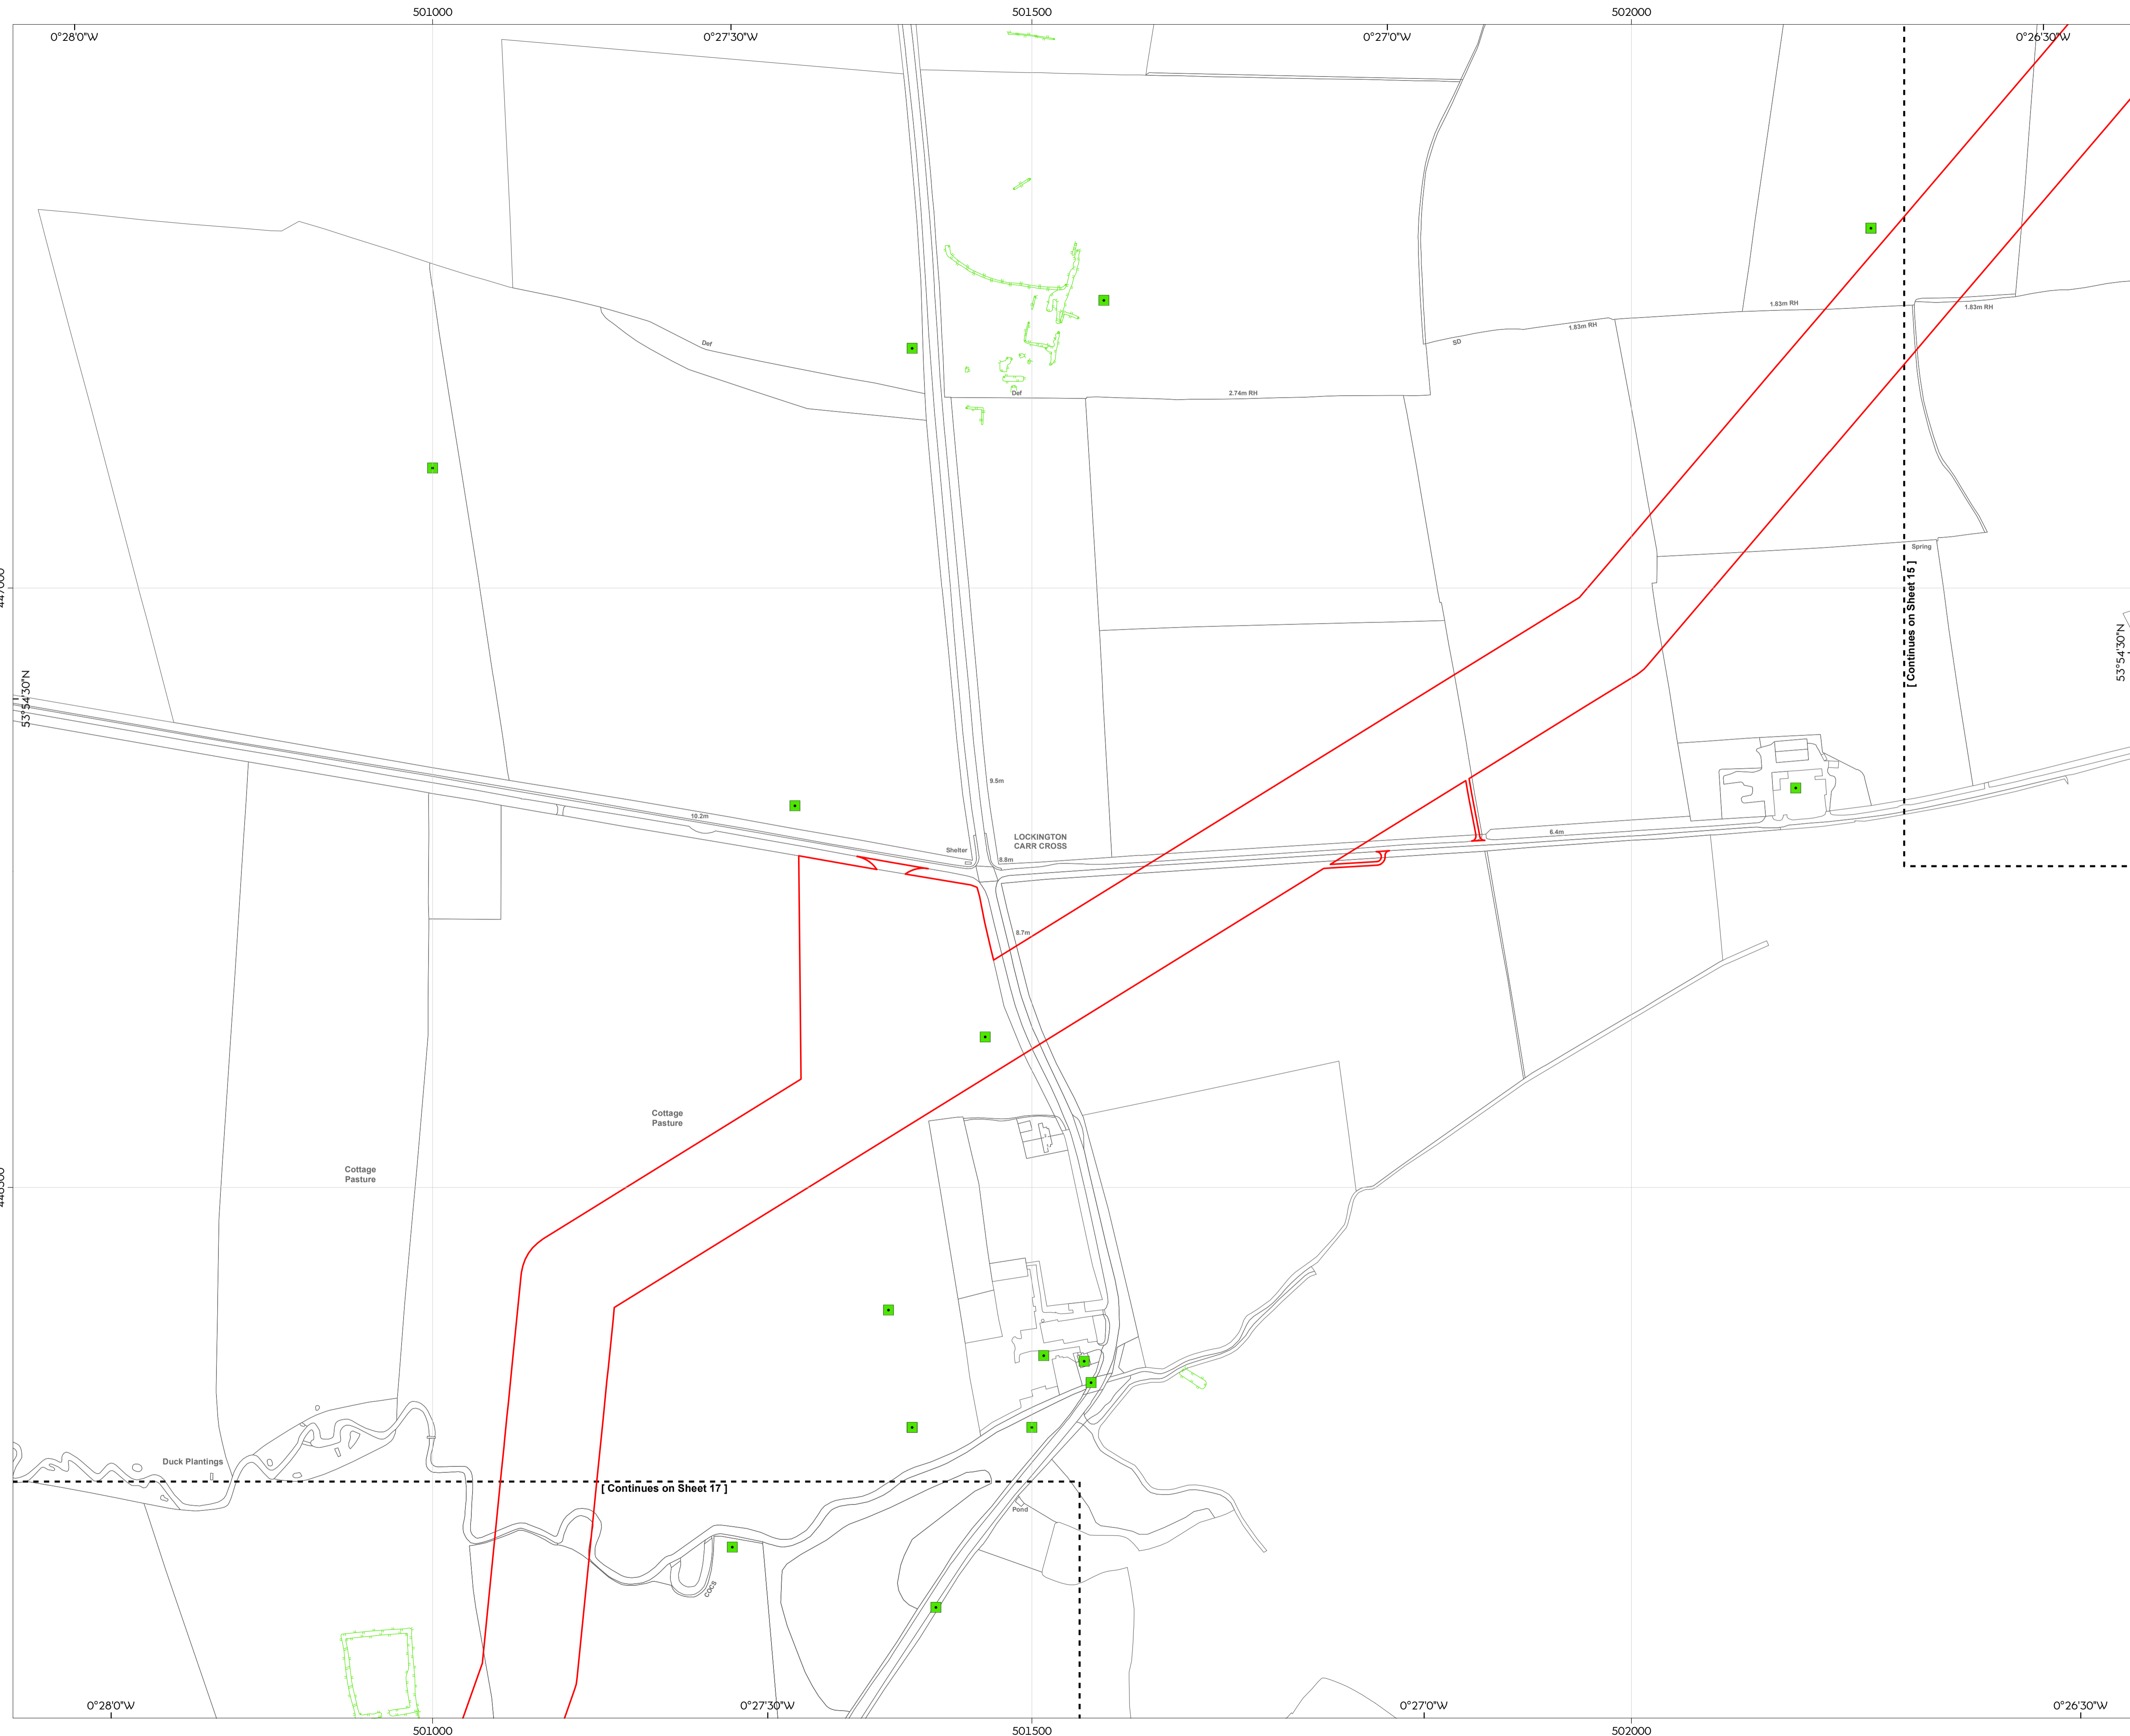 501000
501500
502000
0°28'0"W
0°27'30"W
0°27'0"W
0°26'30"W
1.83m RH
1.83m RH
1.83m RH
SD
Def
Def
2.74m RH
Spring
[ Continues on Sheet 15 ]
53°54'30"N
53°54'30"N
9.5m
10.2m
LOCKINGTON
CARR CROSS
6.4m
Shelter
8.8m
8.7m
Cottage
Pasture
Cottage
Pasture
Duck Plantings
[ Continues on Sheet 17 ]
Pond
COCS
0°28'0"W
0°27'30"W
0°27'0"W
0°26'30"W
501000
501500
502000